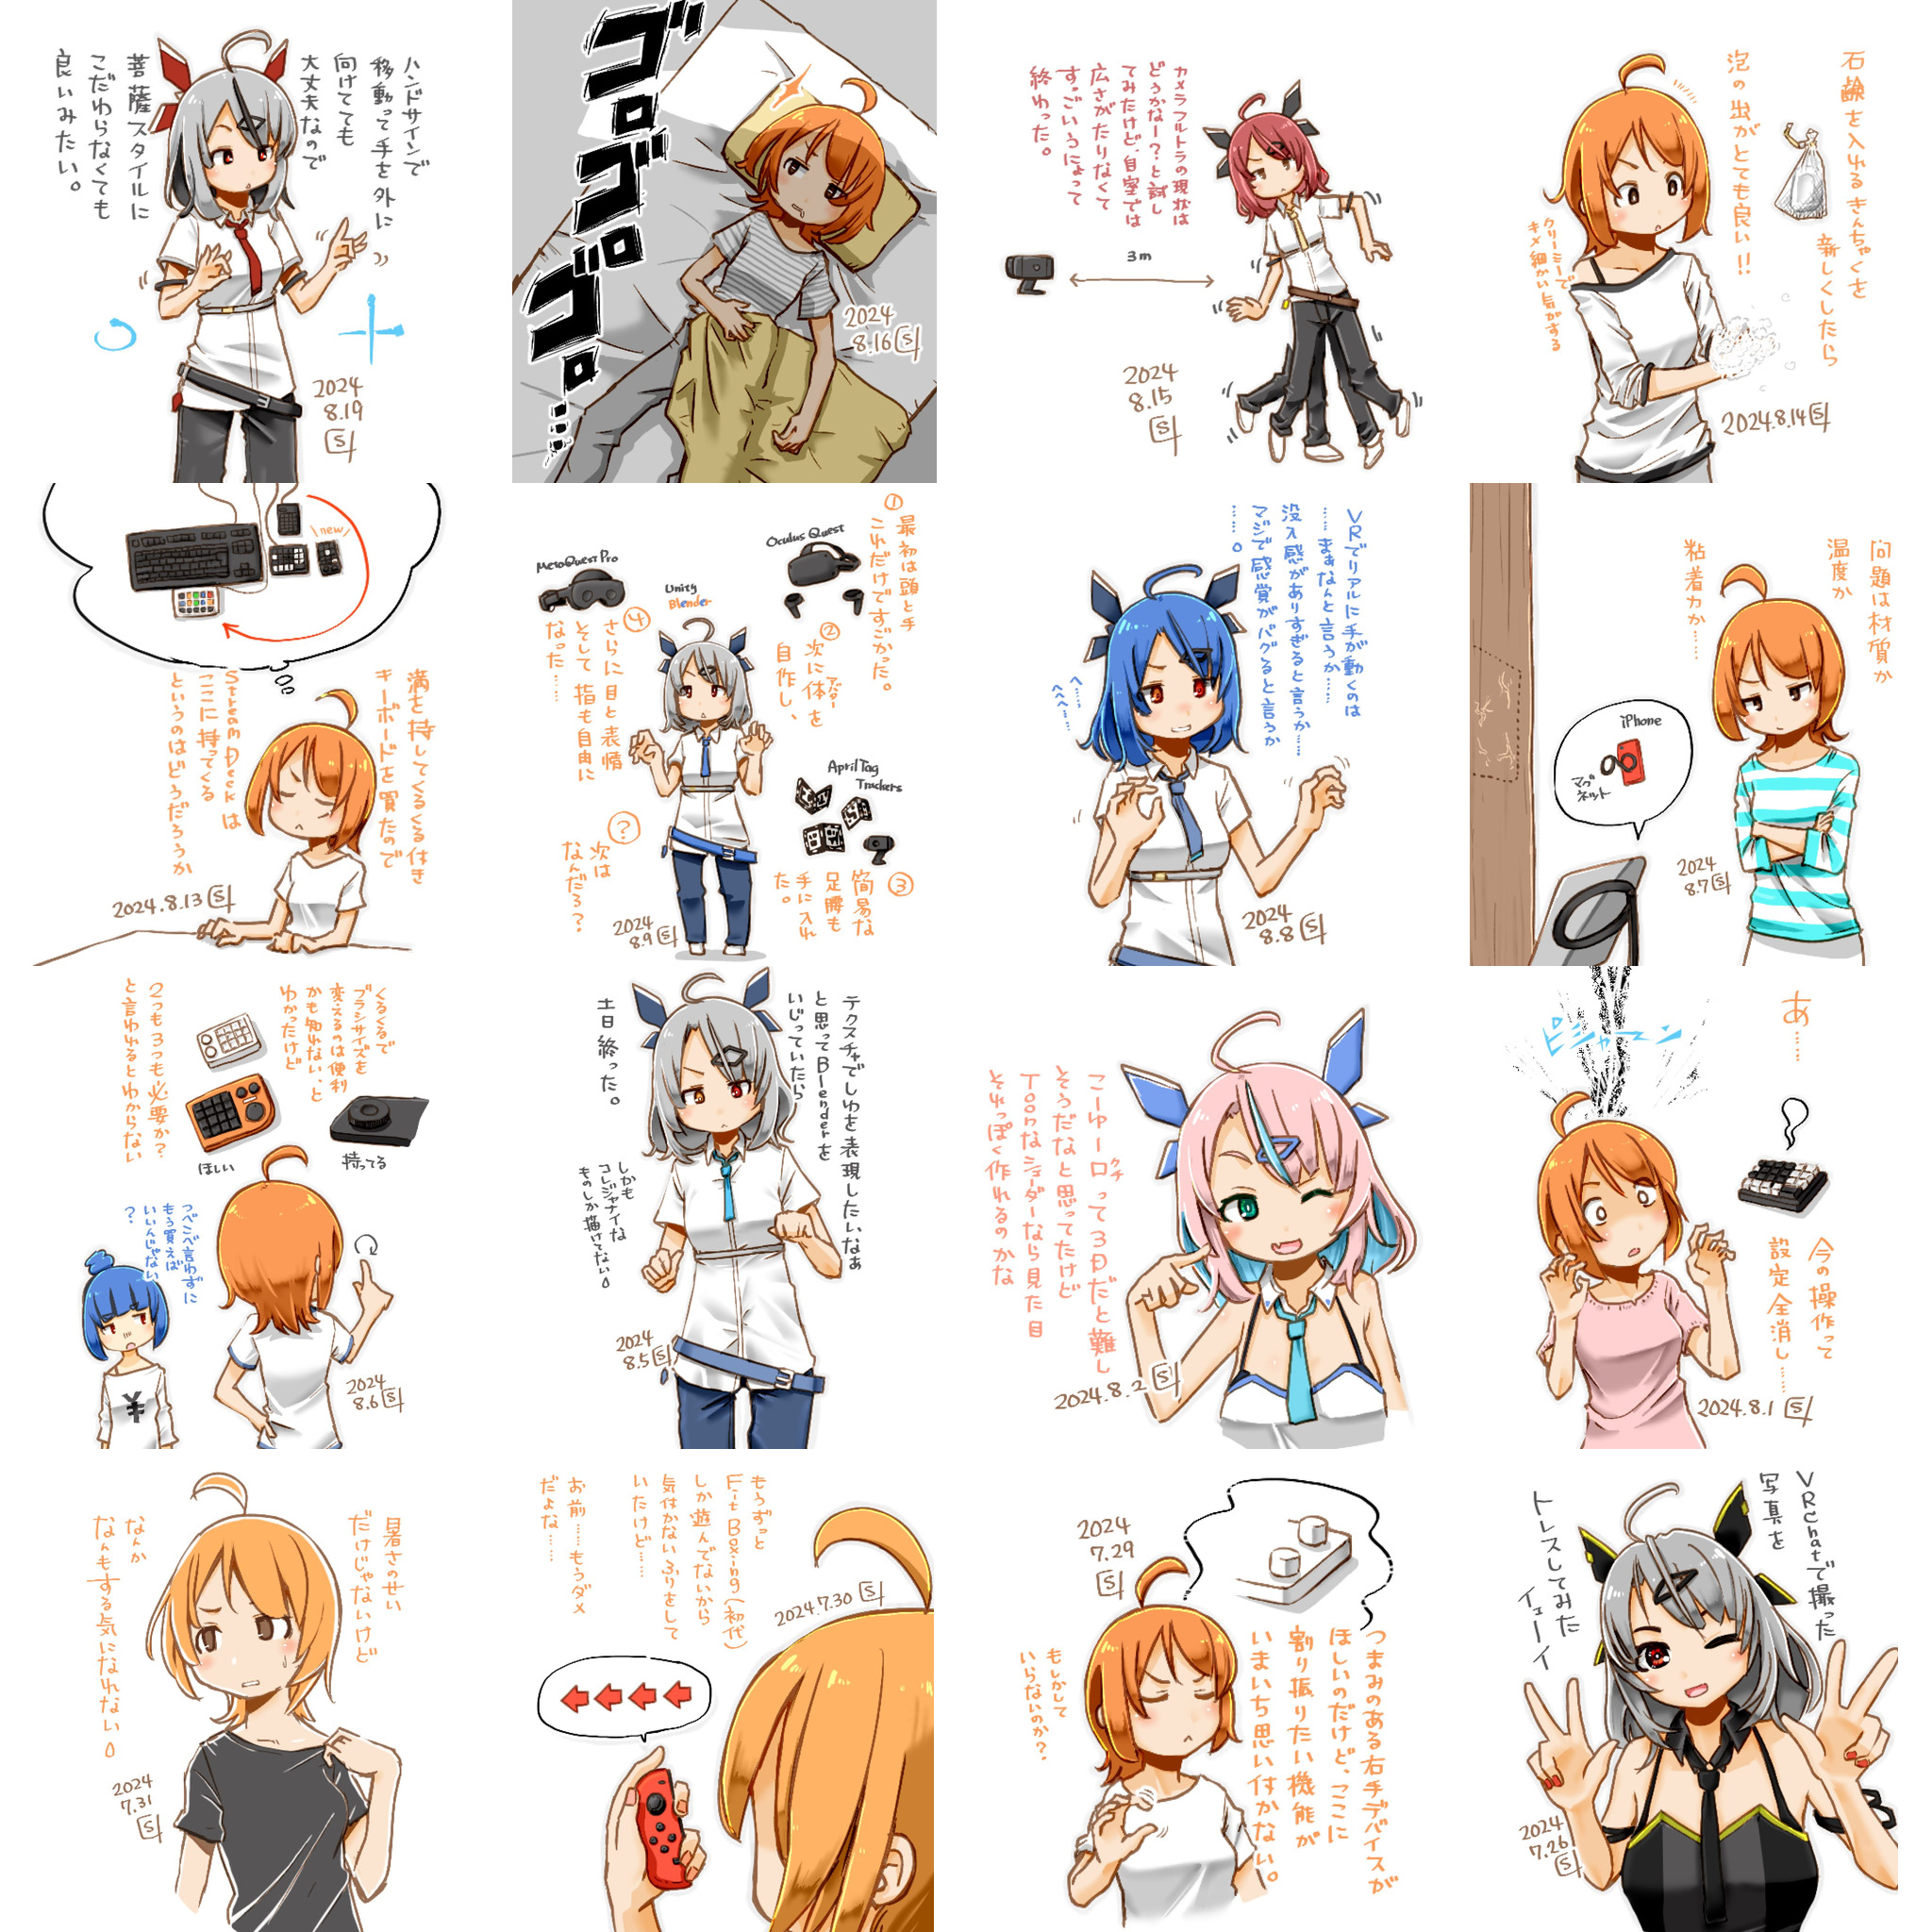 ハンドサインで
移動って手を外に
向けてても
大丈夫なので
菩薩スタイルに
こだわらなくても
良いみたい。
2024
8.19
S
ゴゴゴゴゴ……
2024
8.16
S
カメラフルトラの現状は
どうかなー?と試し
てみたけど、自室では
広さがたりなくて
すっごいうにょって
終わった。
3m
2024
8.15
S
石鹸を入れるきんちゃくを
新しくしたら
泡の出がとても良い!!
クリーミーで
キメ細かい気がする
2024.8.14
S
new
満を持してくるくる付き
キーボードを買ったので
Stream Deckは
ここに持ってくる
というのはどうだろうか
2024.8.13
S
①
最初は頭と手
これだけですごかった。
Oculus Quest
MetaQuest Pro
Unity
Blender
②
次に体を
アバター
自作し、
④
さらに目と表情
そして指も自由に
なった……
AprilTag
Trackers
③
簡易な
足腰も
手に入れ
た。
?
次は
なんだろ?
2024
8.9
S
VRでリアルに手が動くのは
……まぁなんと言うか……
没入感がありすぎると言うか……
マジで感覚がバグると言うか
……。
へ……
へへへ……
2024
8.8
S
問題は材質か
温度か
粘着力か……
iPhone
マグ
ネット
2024
8.7
S
くるくるで
ブラシサイズを
変えるのは便利
かも知れない、っと
わかったけど
2つも3つも必要か?
と言われるとわからない
ほしい
持ってる
つべこべ言わずに
もう買えば
いいんじゃない
?
¥
2024
8.6
S
テクスチャでしわを表現したいなぁ
と思ってBlenderを
いじっていたら
土日終った。
しかも
コレジャナイな
ものしか描けてない
2024
8.5
S
こーゆー口って3Dだと難し
クチ
そうだなと思ってたけど
Toonなシェーダーなら見た目
それっぽく作れるのかな
2024.8.2
S
あ……
ピシャーン
今の操作って
設定全消し……
2024.8.1
S
暑さのせい
だけじゃないけど
なんか
なんもする気になれない
2024
7.31
S
もうずっと
Fit Boxing(初代)
しか遊んでないから
気付かないふりをして
いたけど……
お前……もうダメ
だよな……
2024.7.30
S
2024
7.29
S
つまみのある右手デバイスが
ほしいのだけど、ここに
割り振りたい機能が
いまいち思い付かない。
もしかして
いらないのか?
VRChatで撮った
写真を
トレスしてみた
イェーイ
2024
7.26
S